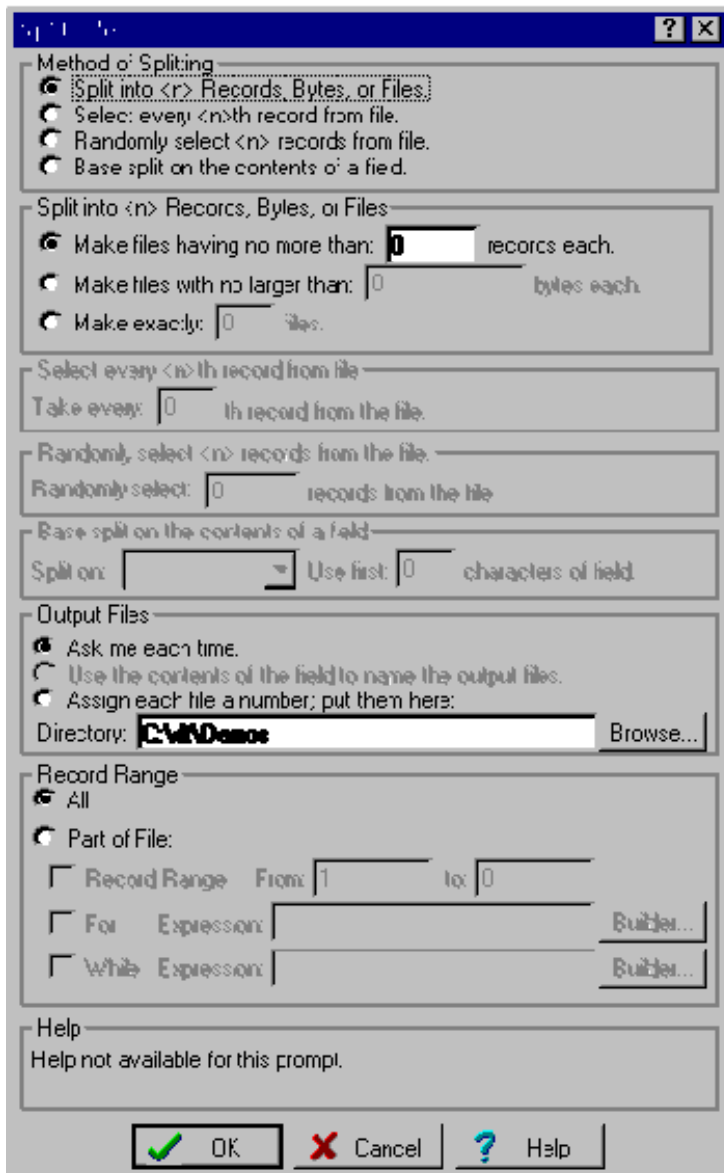 Split File
Method of Splitting
Split into <n> Records, Bytes, or Files.
Select every <n>th record from file.
Randomly select <n> records from file.
Base split on the contents of a field.
Split into <n> Records, Bytes, or Files
Make files having no more than: 0 records each.
Make files with no larger than: 0 bytes each.
Make exactly: 0 files.
Select every <n>th record from file
Take every: 0 th record from the file.
Randomly select <n> records from the file.
Randomly select: 0 records from the file
Base split on the contents of a field
Split on: Use first: 0 characters of field.
Output Files
Ask me each time.
Use the contents of the field to name the output files.
Assign each file a number; put them here:
Directory: Browse...
Record Range
All
Part of File:
Record Range From: 1 to: 0
For Expression: Builder...
While Expression: Builder...
Help
Help not available for this prompt.
OK Cancel Help